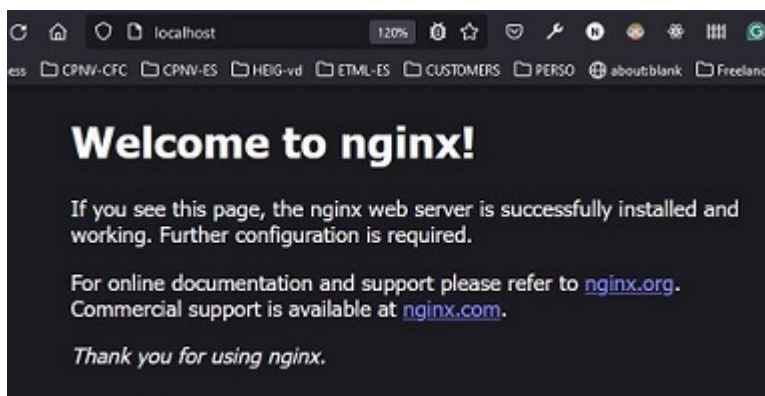 localhost 120%
ess CPNV-CFC CPNV-ES HEIG-vd ETML-ES CUSTOMERS PERSO about:blank Freelanc
Welcome to nginx!
If you see this page, the nginx web server is successfully installed and
working. Further configuration is required.
For online documentation and support please refer to nginx.org.
Commercial support is available at nginx.com.
Thank you for using nginx.